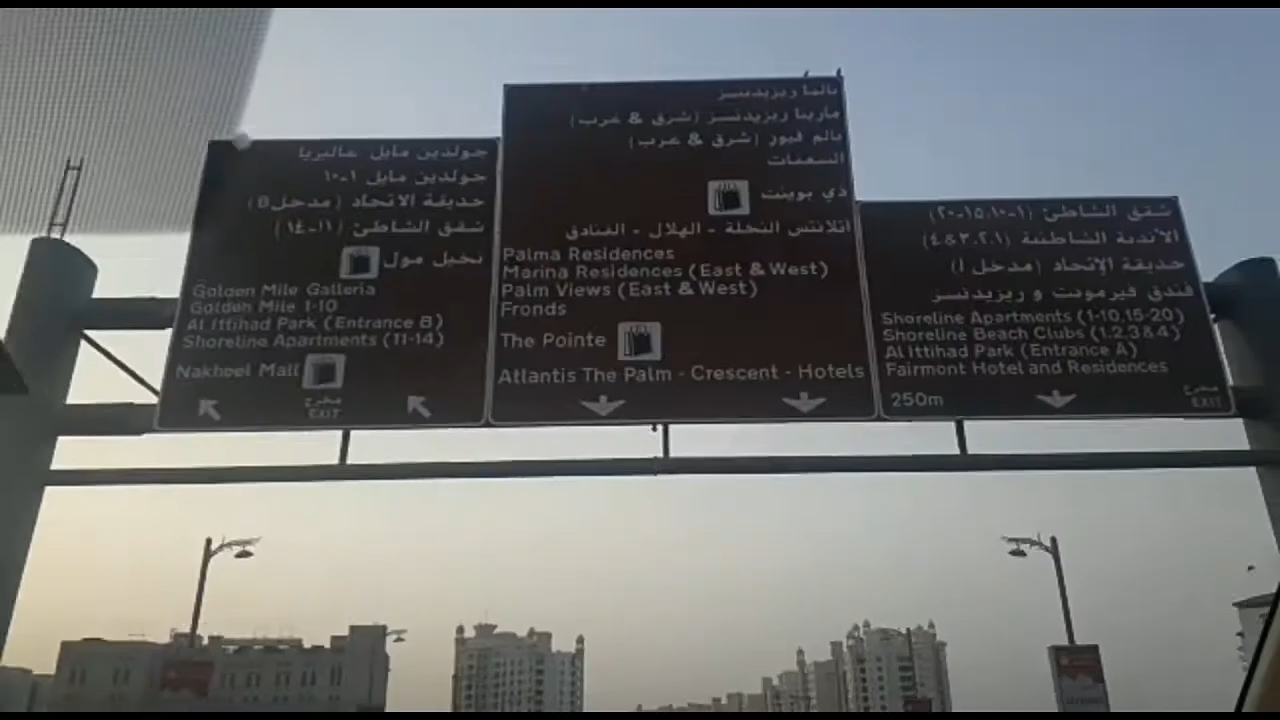 جولدين مايل غاليريا
جولدين مايل ١-١٠
حديقة الاتحاد (مدخل B)
شقق الشاطئ (١١-١٤)
نخيل مول
Golden Mile Galleria
Golden Mile 1-10
Al Ittihad Park (Entrance B)
Shoreline Apartments (11-14)
Nakheel Mall
مخرج
EXIT
بالما ريزيدنسز
مارينا ريزيدنسز (شرق & غرب)
بالم فيوز (شرق & غرب)
السعفات
ذي بوينت
اتلانتس النخلة - الهلال - الفنادق
Palma Residences
Marina Residences (East & West)
Palm Views (East & West)
Fronds
The Pointe
Atlantis The Palm - Crescent - Hotels
شقق الشاطئ (١-١٠،١٥-٢٠)
الأندية الشاطئية (١،٢،٣&٤)
حديقة الإتحاد (مدخل A)
فندق فيرمونت و ريزيدنسز
Shoreline Apartments (1-10,15-20)
Shoreline Beach Clubs (1,2,3&4)
Al Ittihad Park (Entrance A)
Fairmont Hotel and Residences
250m
مخرج
EXIT